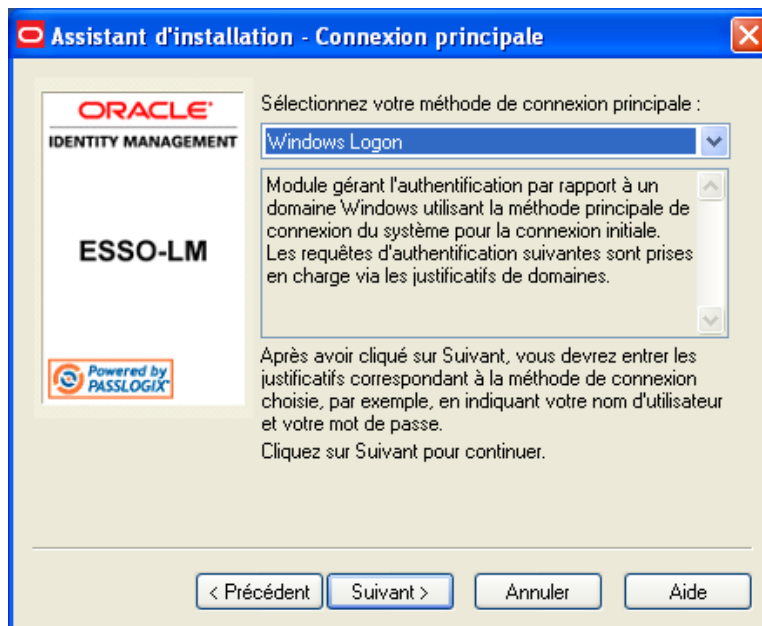 Assistant d'installation - Connexion principale
ORACLE
IDENTITY MANAGEMENT
ESSO-LM
Powered by
PASSLOGIX
Sélectionnez votre méthode de connexion principale :
Windows Logon
Module gérant l'authentification par rapport à un
domaine Windows utilisant la méthode principale de
connexion du système pour la connexion initiale.
Les requêtes d'authentification suivantes sont prises
en charge via les justificatifs de domaines.
Après avoir cliqué sur Suivant, vous devrez entrer les
justificatifs correspondant à la méthode de connexion
choisie, par exemple, en indiquant votre nom d'utilisateur
et votre mot de passe.
Cliquez sur Suivant pour continuer.
< Précédent
Suivant >
Annuler
Aide